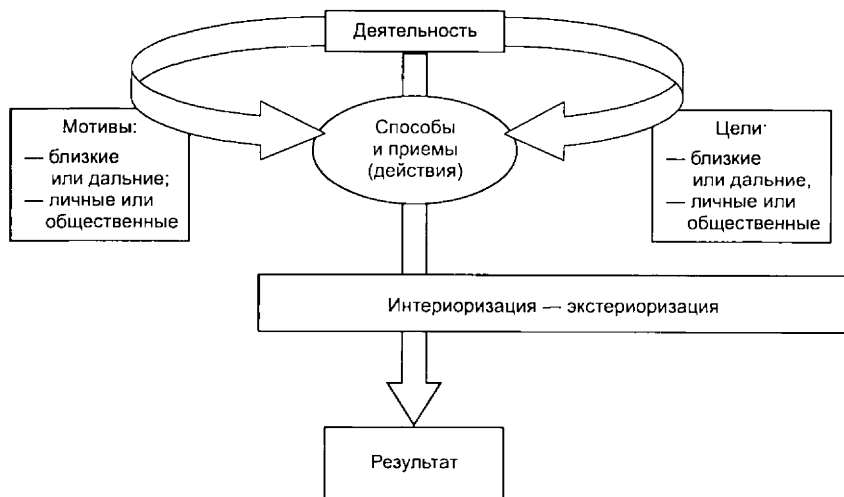 Деятельность
Мотивы:
— близкие
или дальние;
— личные или
общественные
Способы
и приемы
(действия)
Цели:
— близкие
или дальние,
— личные или
общественные
Интериоризация — экстериоризация
Результат